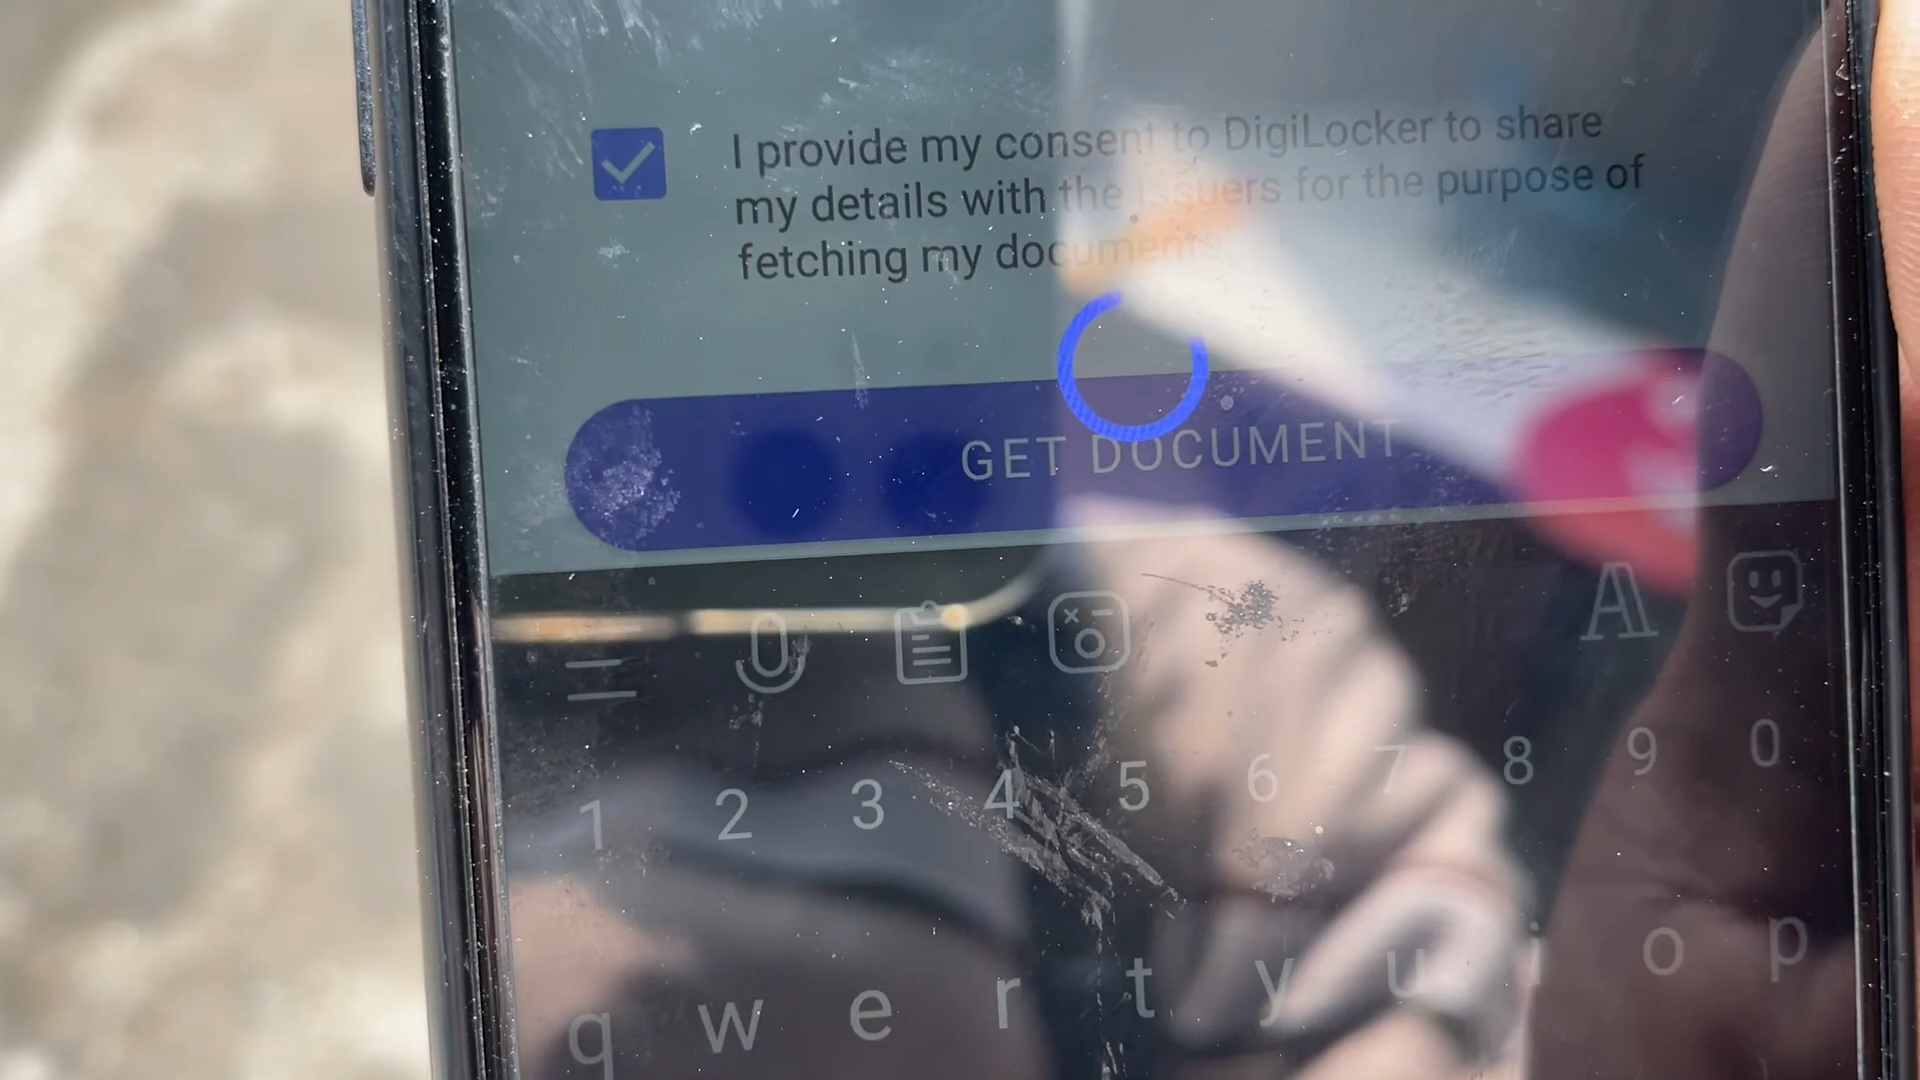 I provide my consent to DigiLocker to share
my details with the issuers for the purpose of
fetching my documents
GET DOCUMENT
A
1 2 3 4 5 6 7 8 9 0
q w e r t y u i o p